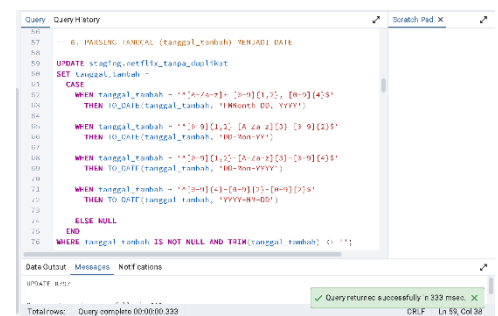 Query Query History
Scratch Pad
56
57 -- 6. PARSING TANGGAL (tanggal_tambah) MENJADI DATE
58
59 UPDATE staging.netflix_tanpa_duplikat
60 SET tanggal_tambah =
61 CASE
62 WHEN tanggal_tambah ~ '^[A-Za-z]+ [0-9]{1,2}, [0-9]{4}$'
63 THEN TO_DATE(tanggal_tambah, 'FMMonth DD, YYYY')
64
65 WHEN tanggal_tambah ~ '^[0-9]{1,2}-[A-Za-z]{3}-[0-9]{2}$'
66 THEN TO_DATE(tanggal_tambah, 'DD-Mon-YY')
67
68 WHEN tanggal_tambah ~ '^[0-9]{1,2}-[A-Za-z]{3}-[0-9]{4}$'
69 THEN TO_DATE(tanggal_tambah, 'DD-Mon-YYYY')
70
71 WHEN tanggal_tambah ~ '^[0-9]{4}-[0-9]{2}-[0-9]{2}$'
72 THEN TO_DATE(tanggal_tambah, 'YYYY-MM-DD')
73
74 ELSE NULL
75 END
76 WHERE tanggal_tambah IS NOT NULL AND TRIM(tanggal_tambah) <> '';
Data Output Messages Notifications
UPDATE
Query returned successfully in 333 msec.
Total rows: Query complete 00:00:00.333
CRLF Ln 59, Col 38